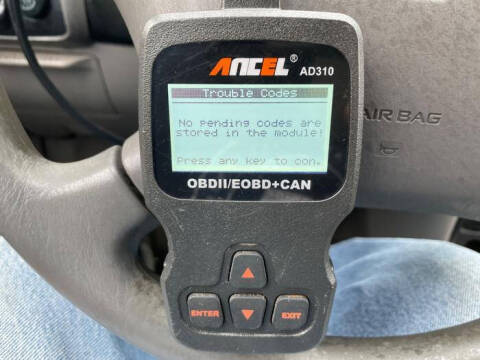 ANCEL®
AD310
Trouble Codes
No pending codes are
stored in the module!
Press any key to con.
OBDII/EOBD+CAN
AIR BAG
ENTER
EXIT